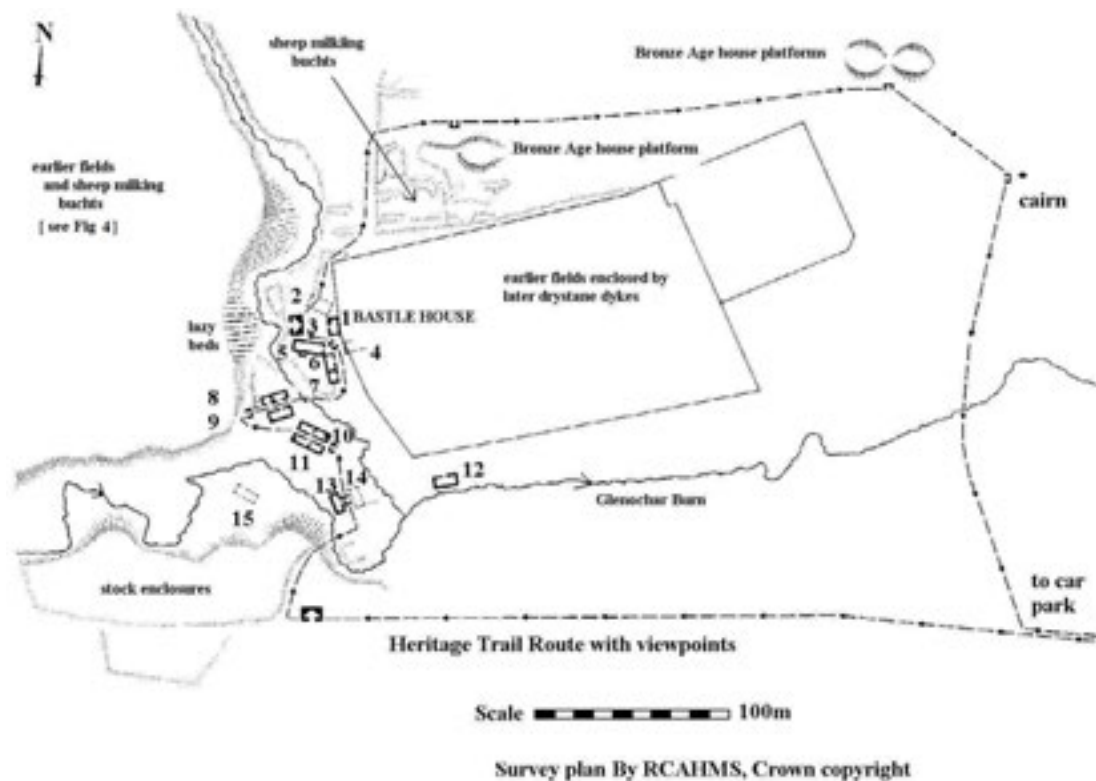 N
sheep milkling
buchts
Bronze Age house platforms
earlier fields
and sheep milking
buchts
[ see Fig 4]
Bronze Age house platform
cairn
earlier fields enclosed by
later drystane dykes
2
1 BASTLE HOUSE
3
lazy
beds
5
4
6
7
8
9
10
11
12
13
14
Glenochar Burn
15
stock enclosures
to car
park
Heritage Trail Route with viewpoints
Scale 100m
Survey plan By RCAHMS, Crown copyright